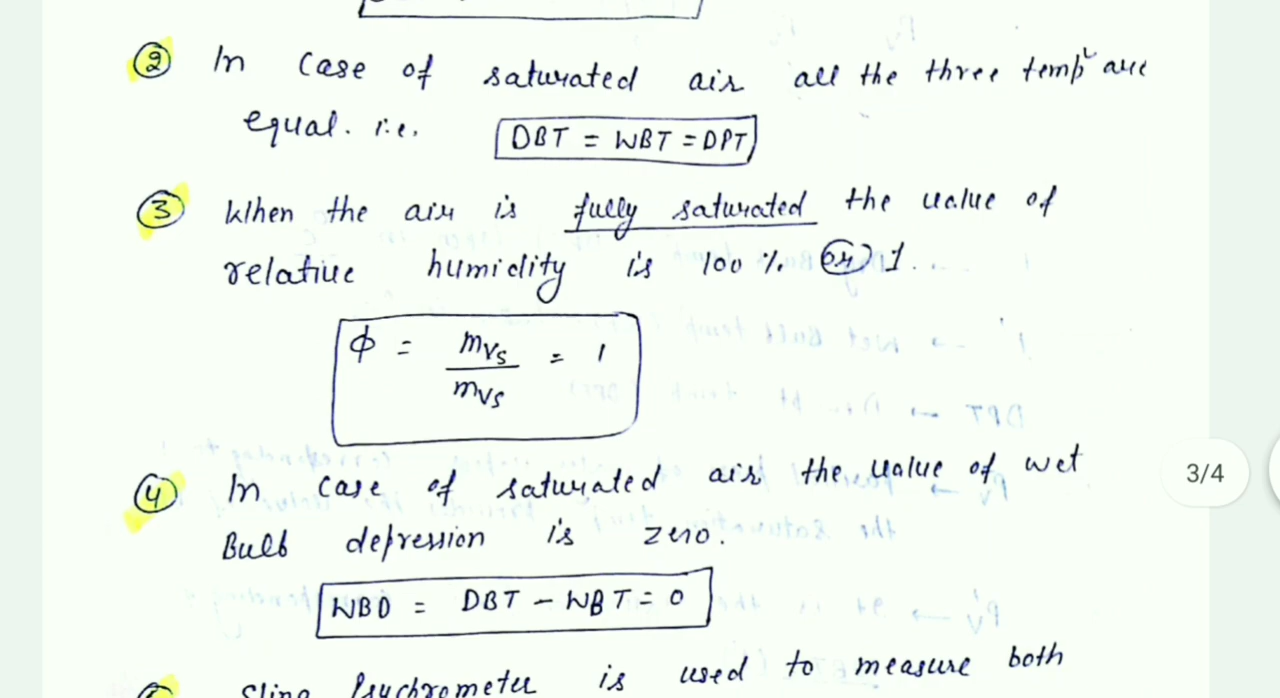 ② In case of saturated air all the three tempr are
equal. i.e. DBT = WBT = DPT
③ When the air is fully saturated the value of
relative humidity is 100 % or 1.
ϕ = mvs / mvs = 1
④ In case of saturated air the value of wet
Bulb depression is zero.
WBD = DBT - WBT = 0
Sling Psychrometer is used to measure both
3/4